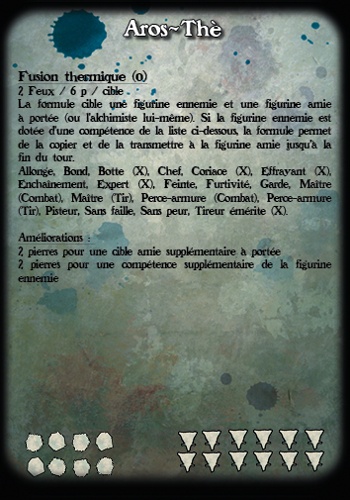 Aros~Thè
Fusion thermique (0)
2 Feux / 6 p / cible
La formule cible une figurine ennemie et une figurine amie
à portée (ou l'alchimiste lui-même). Si la figurine ennemie est
dotée d'une compétence de la liste ci-dessous, la formule permet
de la copier et de la transmettre à la figurine amie jusqu'à la
fin du tour.
Allonge, Bond, Botte (X), Chef, Coriace (X), Effrayant (X),
Enchaînement, Expert (X), Feinte, Furtivité, Garde, Maître
(Combat), Maître (Tir), Perce-armure (Combat), Perce-armure
(Tir), Pisteur, Sans faille, Sans peur, Tireur émérite (X).
Améliorations :
2 pierres pour une cible amie supplémentaire à portée
2 pierres pour une compétence supplémentaire de la figurine
ennemie